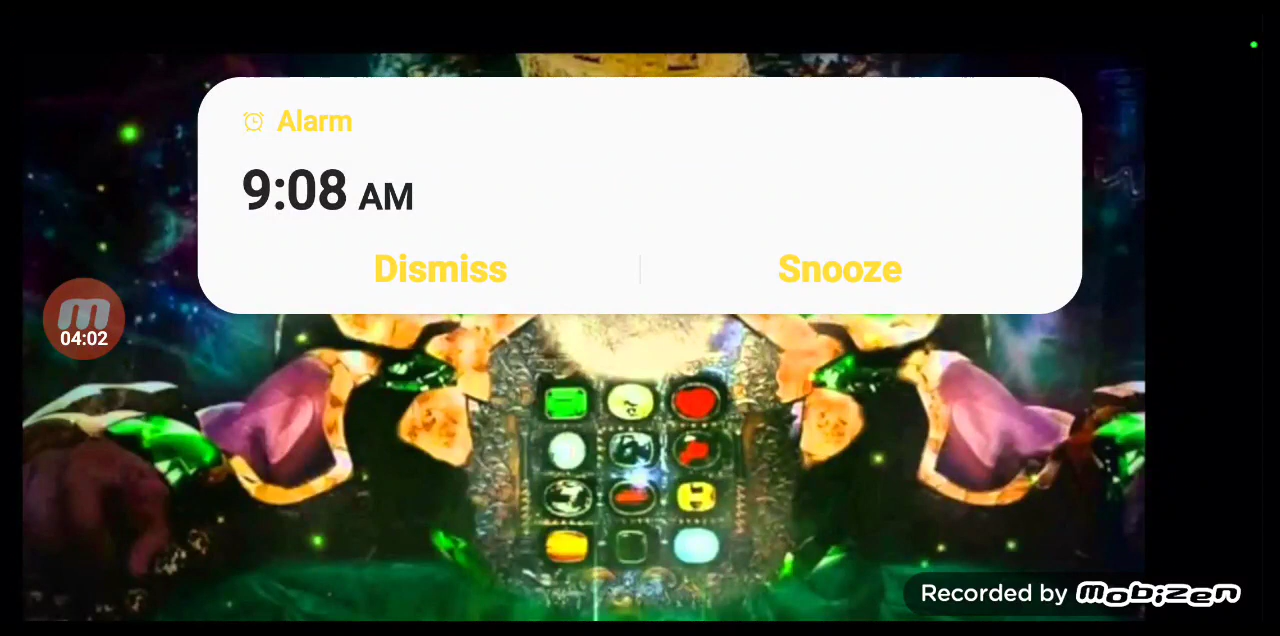 Alarm
9:08 AM
Dismiss
Snooze
04:02
Recorded by mobizen